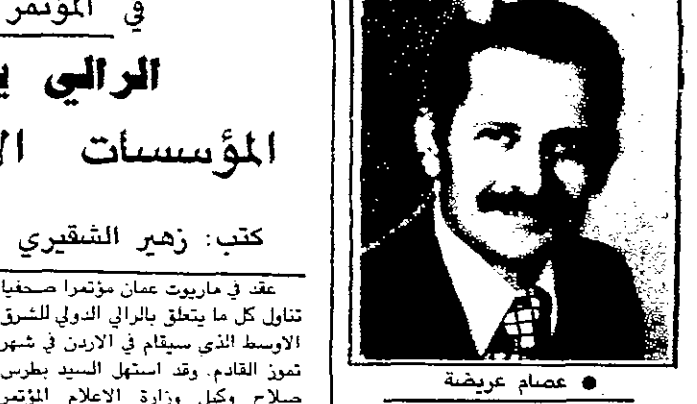 في المؤتمر
الرالي
المؤسسات
كتب: زهير الشقيري
عقد في ماريوت عمان مؤتمرا صحفيا
تناول كل ما يتعلق بالرالي الدولي للشرق
الاوسط الذي سيقام في الاردن في شهر
تموز القادم. وقد استهل السيد بطرس
صلاح وكيل وزارة الاعلام المؤتمر
● عصام عريضة